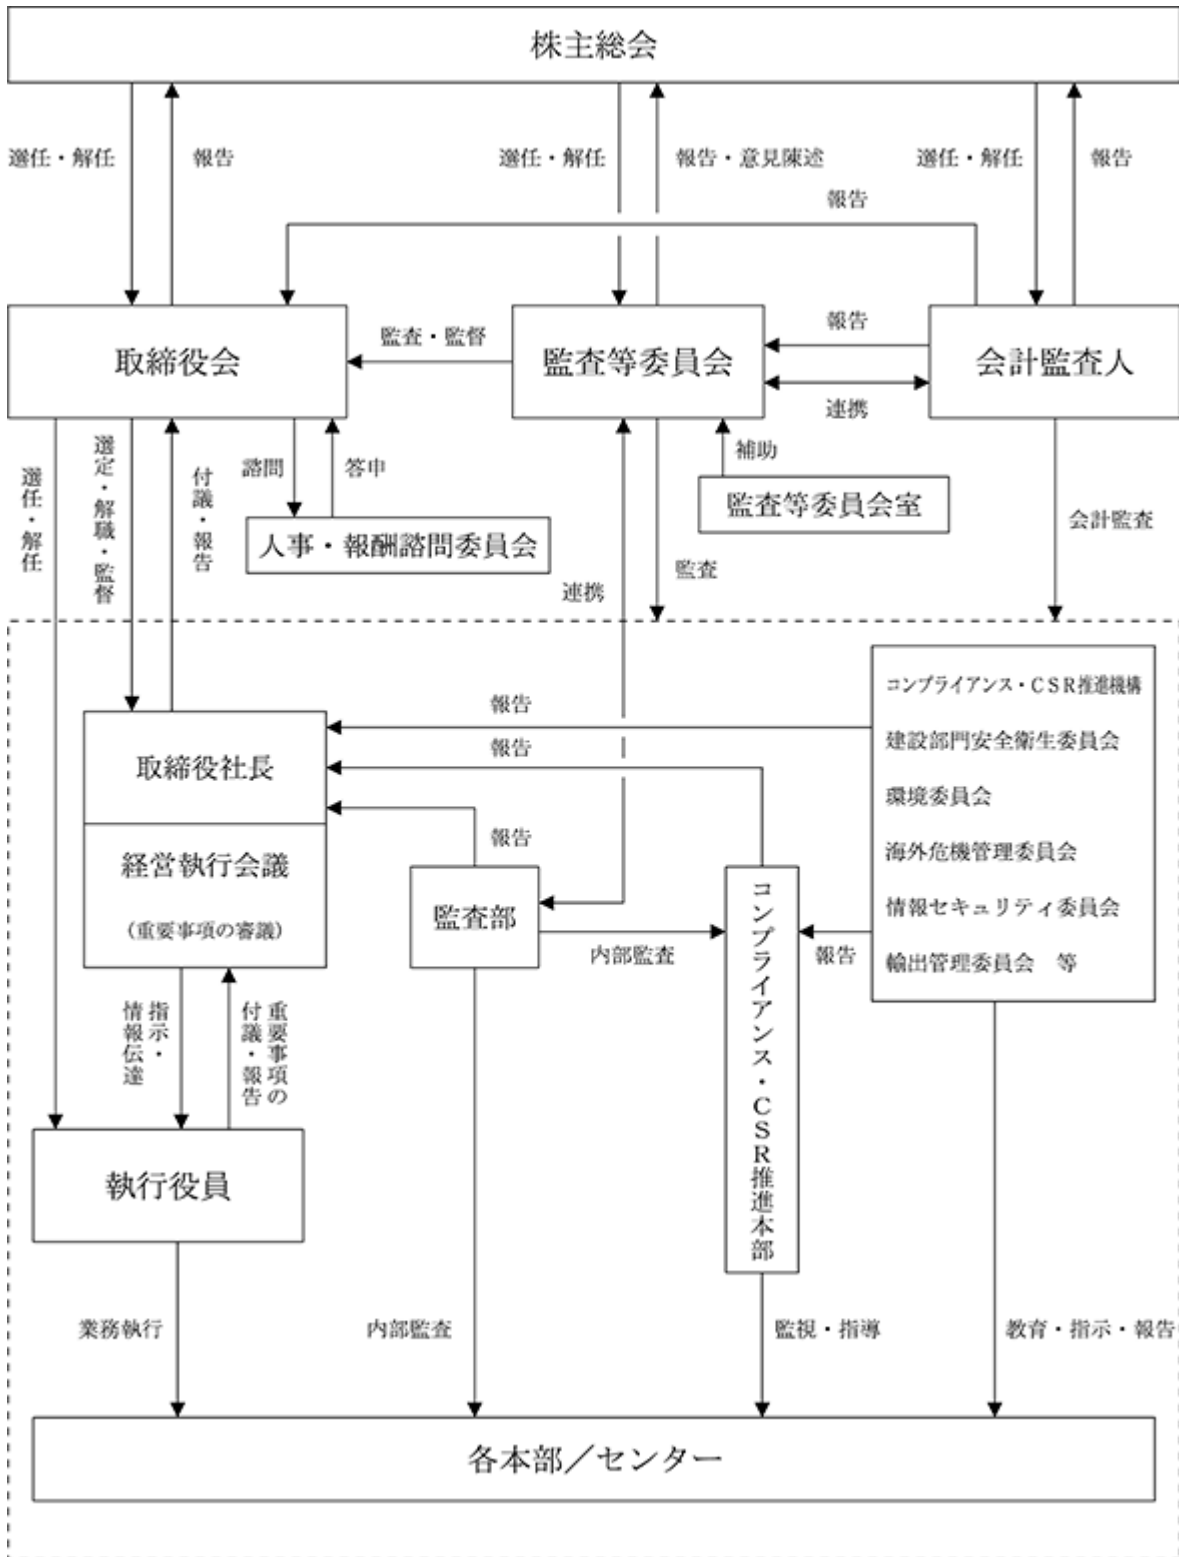 株主総会
選任・解任
報告
選任・解任
報告・意見陳述
選任・解任
報告
報告
取締役会
監査・監督
監査等委員会
報告
連携
会計監査人
選任・解任
選定・解職・監督
付議・報告
諮問
答申
人事・報酬諮問委員会
連携
監査
補助
監査等委員会室
会計監査
取締役社長
経営執行会議
(重要事項の審議)
報告
報告
報告
監査部
内部監査
コンプライアンス・CSR推進本部
報告
コンプライアンス・CSR推進機構
建設部門安全衛生委員会
環境委員会
海外危機管理委員会
情報セキュリティ委員会
輸出管理委員会　等
指示・
情報伝達
重要事項の
付議・報告
執行役員
業務執行
内部監査
監視・指導
教育・指示・報告
各本部／センター